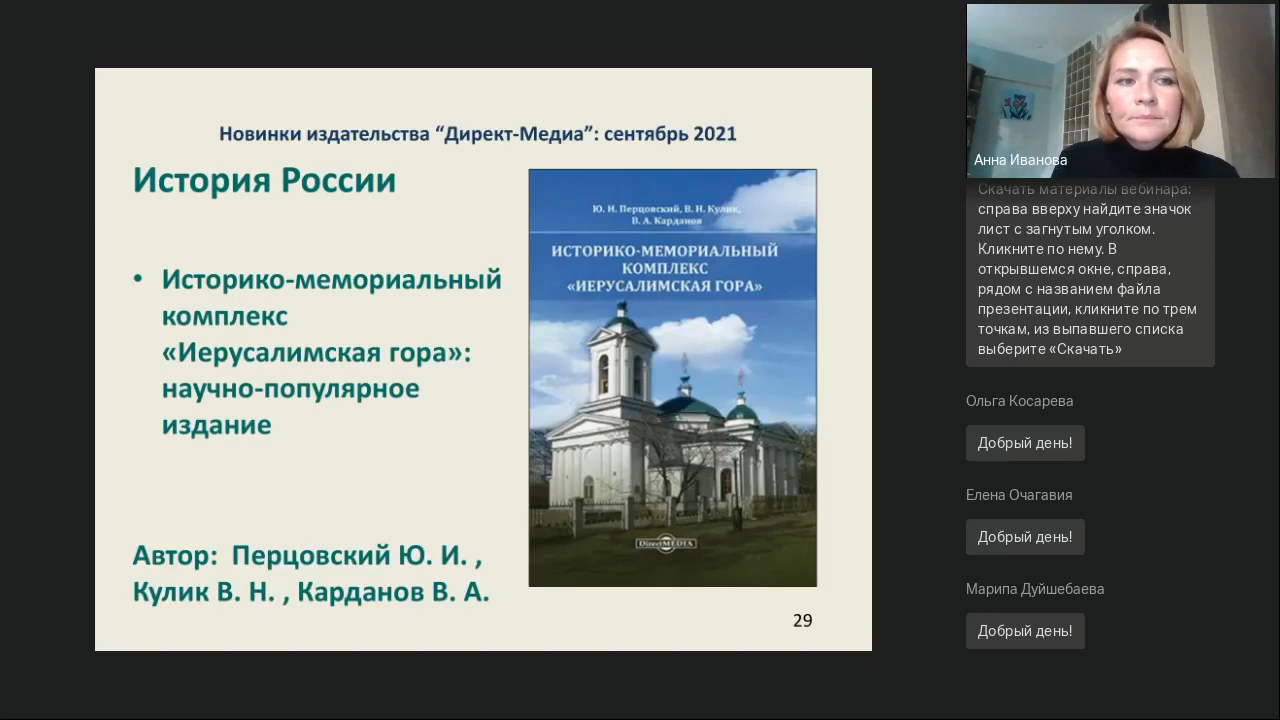 Новинки издательства “Директ-Медиа”: сентябрь 2021
История России
• Историко-мемориальный
комплекс
«Иерусалимская гора»:
научно-популярное
издание
Автор:  Перцовский Ю. И. ,
Кулик В. Н. , Карданов В. А.
Ю. И. Перцовский, В. Н. Кулик,
В. А. Карданов
ИСТОРИКО-МЕМОРИАЛЬНЫЙ
КОМПЛЕКС
«ИЕРУСАЛИМСКАЯ ГОРА»
DirectMEDIA
29
Анна Иванова
Скачать материалы вебинара:
справа вверху найдите значок
лист с загнутым уголком.
Кликните по нему. В
открывшемся окне, справа,
рядом с названием файла
презентации, кликните по трем
точкам, из выпавшего списка
выберите «Скачать»
Ольга Косарева
Добрый день!
Елена Очагавия
Добрый день!
Марипа Дуйшебаева
Добрый день!